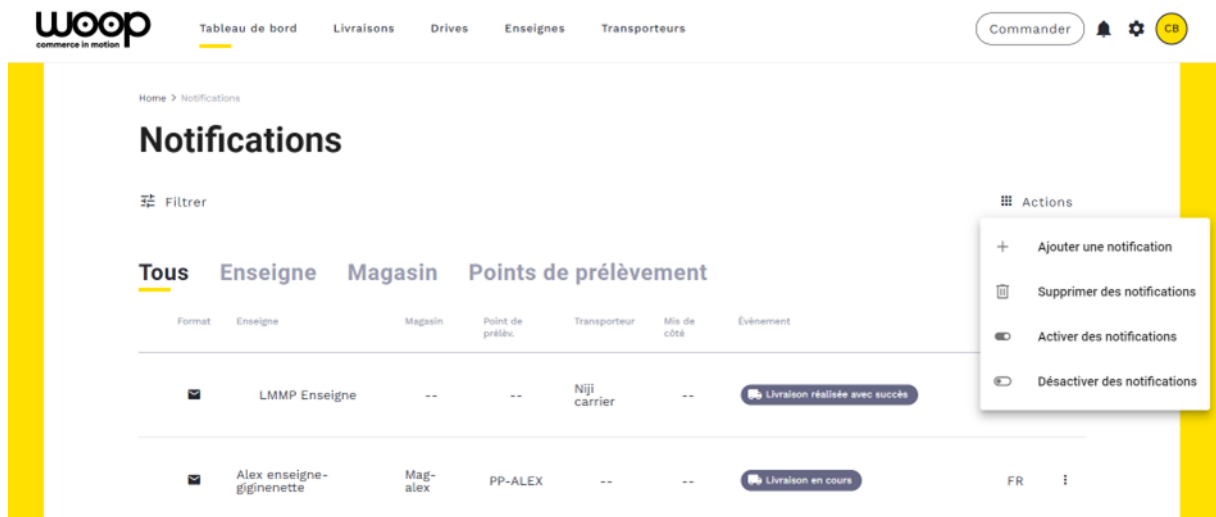 woop
commerce in motion
Tableau de bord Livraisons Drives Enseignes Transporteurs Commander CB
Home > Notifications
Notifications
Filtrer Actions
Ajouter une notification
Supprimer des notifications
Activer des notifications
Désactiver des notifications
Tous Enseigne Magasin Points de prélèvement
Format Enseigne Magasin Point de prélèv. Transporteur Mis de côté Évènement
LMMP Enseigne -- -- Niji carrier -- Livraison réalisée avec succès
Alex enseigne-giginenette Mag-alex PP-ALEX -- -- Livraison en cours FR